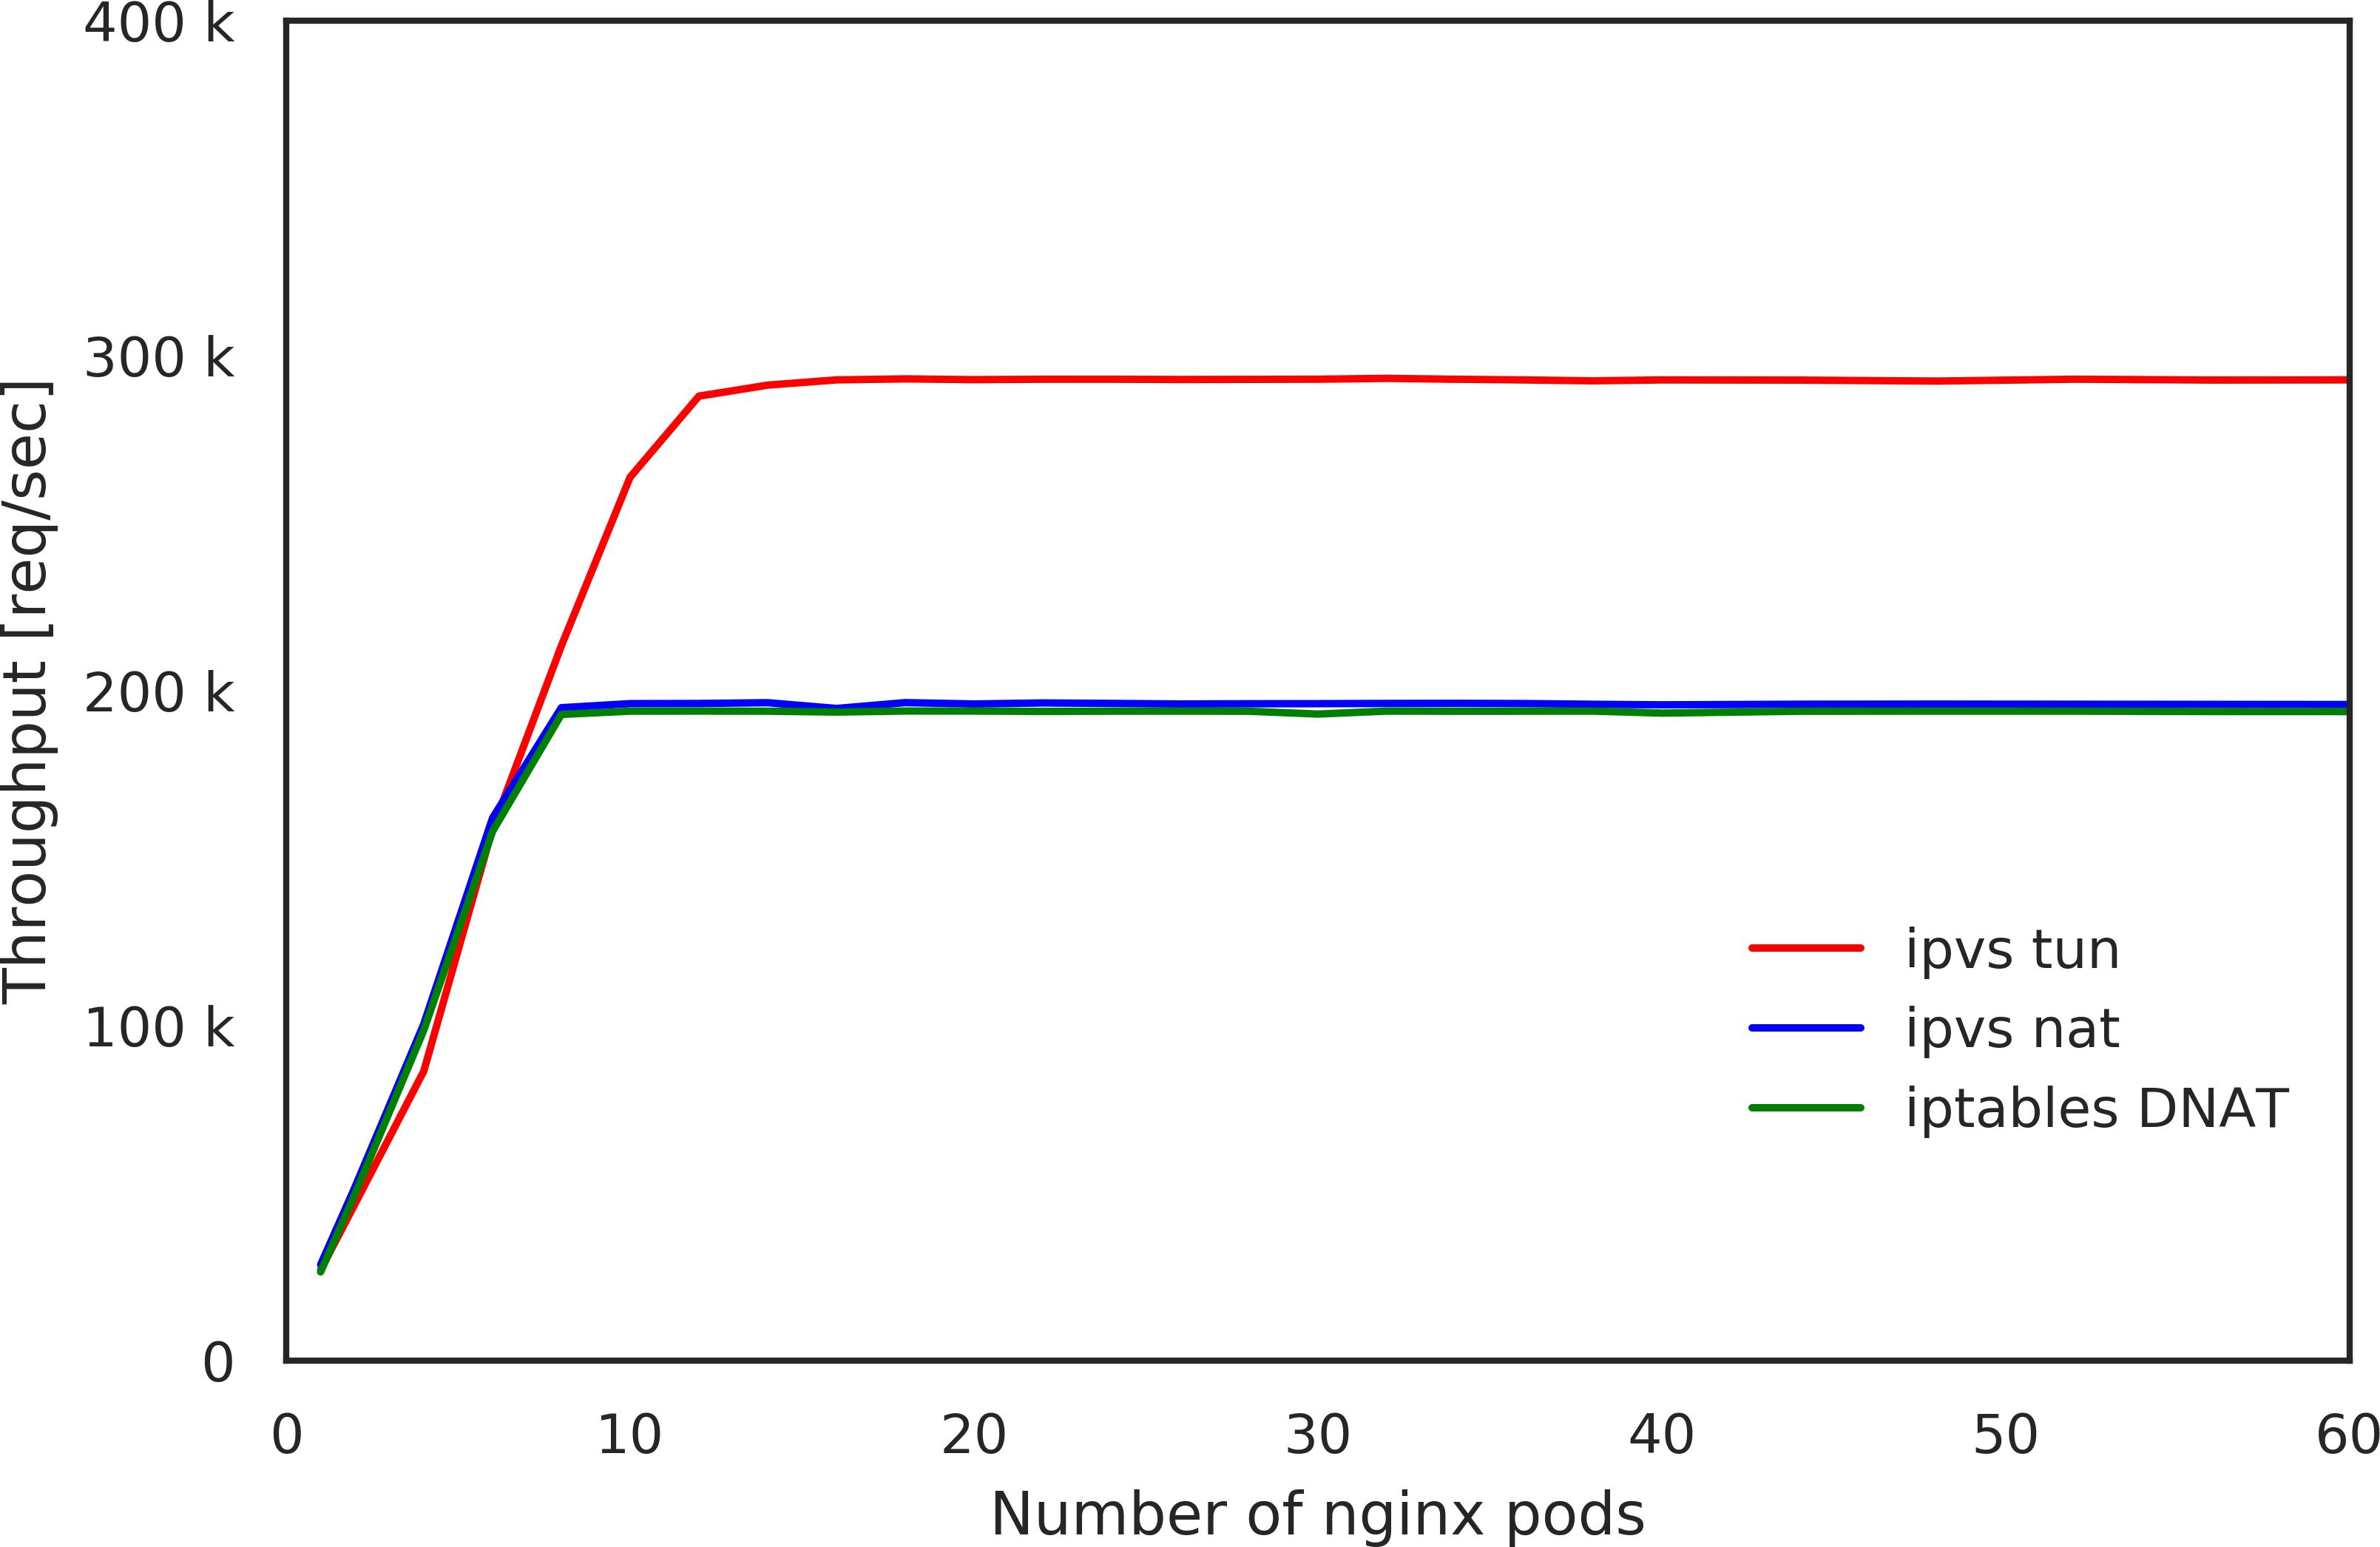 400 k
300 k
200 k
100 k
0
Throughput [req/sec]
ipvs tun
ipvs nat
iptables DNAT
0 10 20 30 40 50 60
Number of nginx pods